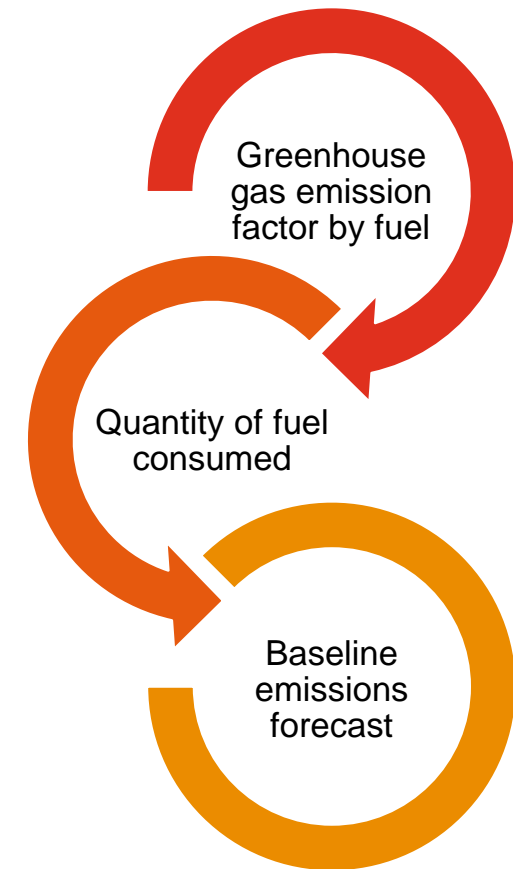 Greenhouse
gas emission
factor by fuel
Quantity of fuel
consumed
Baseline
emissions
forecast